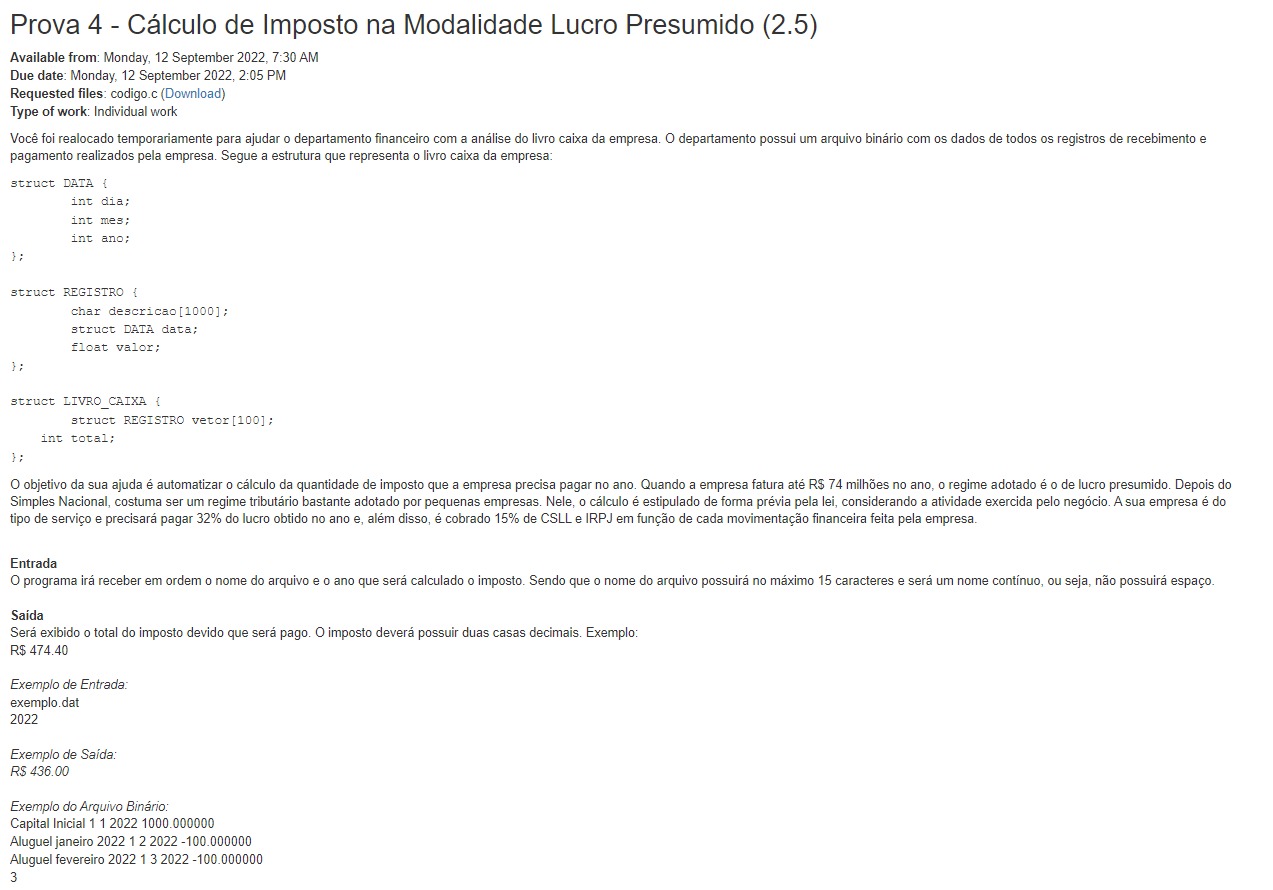 Prova 4 - Cálculo de Imposto na Modalidade Lucro Presumido (2.5)
Available from: Monday, 12 September 2022, 7:30 AM
Due date: Monday, 12 September 2022, 2:05 PM
Requested files: codigo.c (Download)
Type of work: Individual work
Você foi realocado temporariamente para ajudar o departamento financeiro com a análise do livro caixa da empresa. O departamento possui um arquivo binário com os dados de todos os registros de recebimento e
pagamento realizados pela empresa. Segue a estrutura que representa o livro caixa da empresa:
struct DATA {
int dia;
int mes;
int ano;
};
struct REGISTRO {
char descricao[1000];
struct DATA data;
float valor;
};
struct LIVRO_CAIXA {
struct REGISTRO vetor[100];
int total;
};
O objetivo da sua ajuda é automatizar o cálculo da quantidade de imposto que a empresa precisa pagar no ano. Quando a empresa fatura até R$ 74 milhões no ano, o regime adotado é o de lucro presumido. Depois do
Simples Nacional, costuma ser um regime tributário bastante adotado por pequenas empresas. Nele, o cálculo é estipulado de forma prévia pela lei, considerando a atividade exercida pelo negócio. A sua empresa é do
tipo de serviço e precisará pagar 32% do lucro obtido no ano e, além disso, é cobrado 15% de CSLL e IRPJ em função de cada movimentação financeira feita pela empresa.
Entrada
O programa irá receber em ordem o nome do arquivo e o ano que será calculado o imposto. Sendo que o nome do arquivo possuirá no máximo 15 caracteres e será um nome contínuo, ou seja, não possuirá espaço.
Saída
Será exibido o total do imposto devido que será pago. O imposto deverá possuir duas casas decimais. Exemplo:
R$ 474.40
Exemplo de Entrada:
exemplo.dat
2022
Exemplo de Saída:
R$ 436.00
Exemplo do Arquivo Binário:
Capital Inicial 1 1 2022 1000.000000
Aluguel janeiro 2022 1 2 2022 -100.000000
Aluguel fevereiro 2022 1 3 2022 -100.000000
3